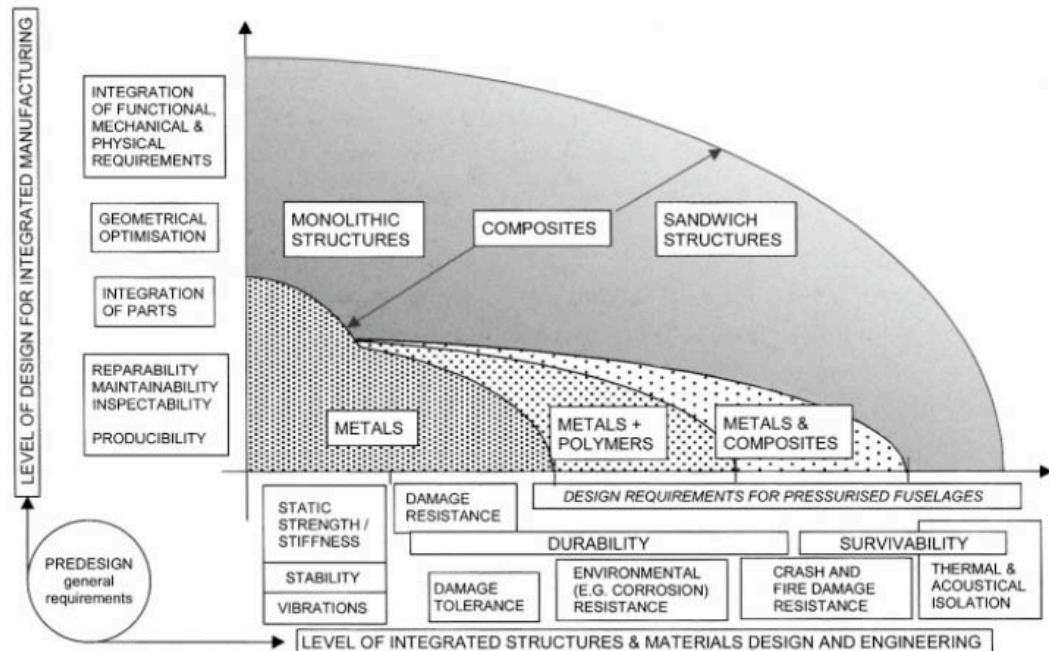 LEVEL OF DESIGN FOR INTEGRATED MANUFACTURING
INTEGRATION
OF FUNCTIONAL,
MECHANICAL &
PHYSICAL
REQUIREMENTS
GEOMETRICAL
OPTIMISATION
INTEGRATION
OF PARTS
REPARABILITY
MAINTAINABILITY
INSPECTABILITY
PRODUCIBILITY
MONOLITHIC
STRUCTURES
COMPOSITES
SANDWICH
STRUCTURES
METALS
METALS +
POLYMERS
METALS &
COMPOSITES
STATIC
STRENGTH /
STIFFNESS
STABILITY
VIBRATIONS
DAMAGE
RESISTANCE
DESIGN REQUIREMENTS FOR PRESSURISED FUSELAGES
DURABILITY
SURVIVABILITY
DAMAGE
TOLERANCE
ENVIRONMENTAL
(E.G. CORROSION)
RESISTANCE
CRASH AND
FIRE DAMAGE
RESISTANCE
THERMAL &
ACOUSTICAL
ISOLATION
PREDESIGN
general
requirements
LEVEL OF INTEGRATED STRUCTURES & MATERIALS DESIGN AND ENGINEERING